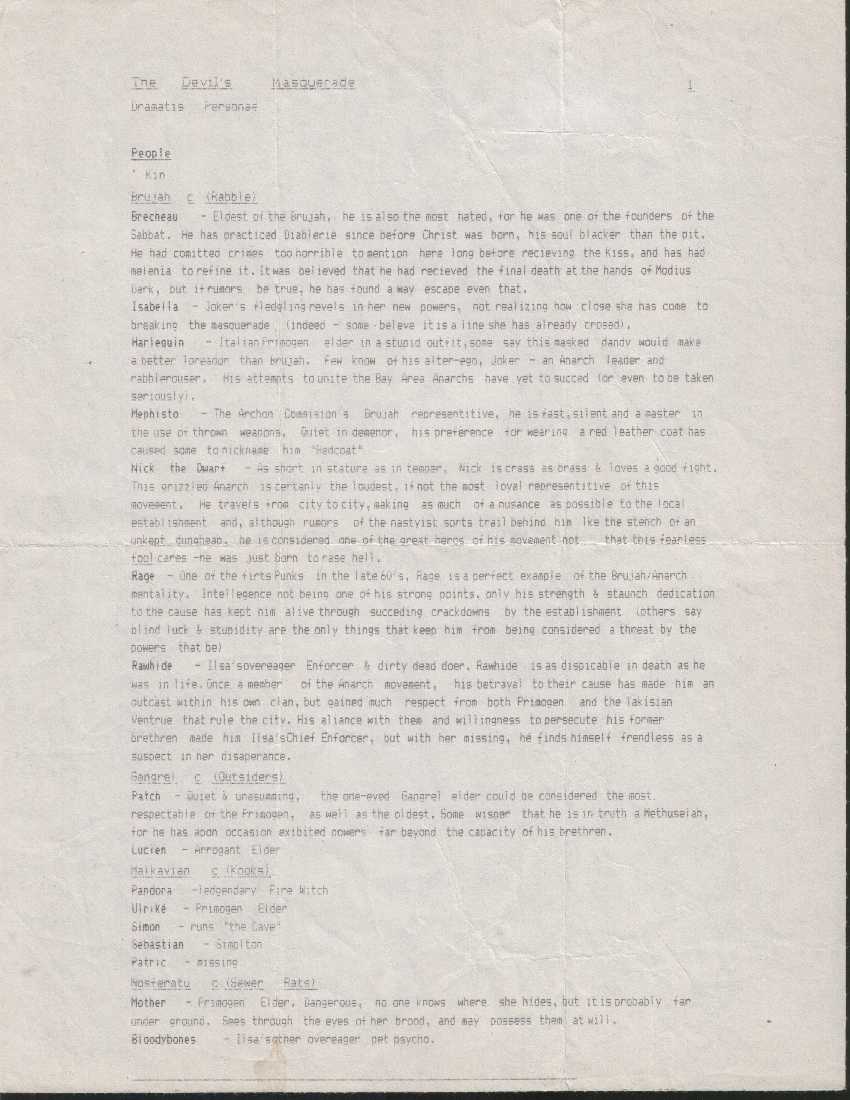 The Devil's Masquerade 1
Dramatis Personae
People
' Kin
Brujah c (Rabble)
Brecheau - Eldest of the Brujah, he is also the most hated, for he was one of the founders of the
Sabbat. He has practiced Diablerie since before Christ was born, his soul blacker than the pit.
He had comitted crimes too horrible to mention here long before recieving the Kiss, and has had
melenia to refine it. It was believed that he had recieved the final death at the hands of Modius
Dark, but if rumors be true, he has found a way escape even that.
Isabella - Joker's fledgling revels in her new powers, not realizing how close she has come to
breaking the masquerade (indeed - some beleve it is a line she has already crosed).
Harlequin - Italian Primogen elder in a stupid outfit, some say this masked dandy would make
a better Toreador than Brujah. Few know of his alter-ego, Joker - an Anarch leader and
rabblerouser. His attempts to unite the Bay Area Anarchs have yet to succed (or even to be taken
seriously).
Mephisto - The Archon Commision's Brujah representitive, he is fast, silent and a master in
the use of thrown weapons. Quiet in demenor, his preference for wearing a red leather coat has
caused some to nickname him "Redcoat"
Nick the Dwarf - As short in stature as in temper, Nick is crass as brass & loves a good fight.
This grizzled Anarch is certanly the loudest, if not the most loyal representitive of this
movement. He travels from city to city, making as much of a nusance as possible to the local
establishment and, although rumors of the nastyist sorts trail behind him lke the stench of an
unkept dungheap, he is considered one of the great heros of his movement not that this fearless
fool cares -he was just born to rase hell.
Rage - One of the firts Punks in the late 60's, Rage is a perfect example of the Brujah/Anarch
mentality. Intellegence not being one of his strong points, only his strength & staunch dedication
to the cause has kept him alive through succeding crackdowns by the establishment (others say
blind luck & stupidity are the only things that keep him from being considered a threat by the
powers that be)
Rawhide - Ilsa's overeager Enforcer & dirty dead doer, Rawhide is as dispicable in death as he
was in life. Once a member of the Anarch movement, his betrayal to their cause has made him an
outcast within his own clan, but gained much respect from both Primogen and the Takisian
Ventrue that rule the city. His aliance with them and willingness to persecute his former
brethren made him Ilsa's Chief Enforcer, but with her missing, he finds himself frendless as a
suspect in her disaperance.
Gangrel c (Outsiders)
Patch - Quiet & unasumming, the one-eyed Gangrel elder could be considered the most
respectable of the Primogen, as well as the oldest. Some wisper that he is in truth a Methuselah,
for he has apon occasion exibited powers far beyond the capacity of his brethren.
Lucien - Arrogant Elder
Malkavian c (Kooks)
Pandora -ledgendary Fire Witch
Ulriké - Primogen Elder
Simon - runs "the Cave"
Sebastian - Simpiton
Patric - missing
Nosferatu c (Sewer Rats)
Mother - Primogen Elder. Dangerous, no one knows where she hides, but it is probably far
under ground. Sees through the eyes of her brood, and may possess them at will.
Bloodybones - Ilsa's other overeager pet psycho.